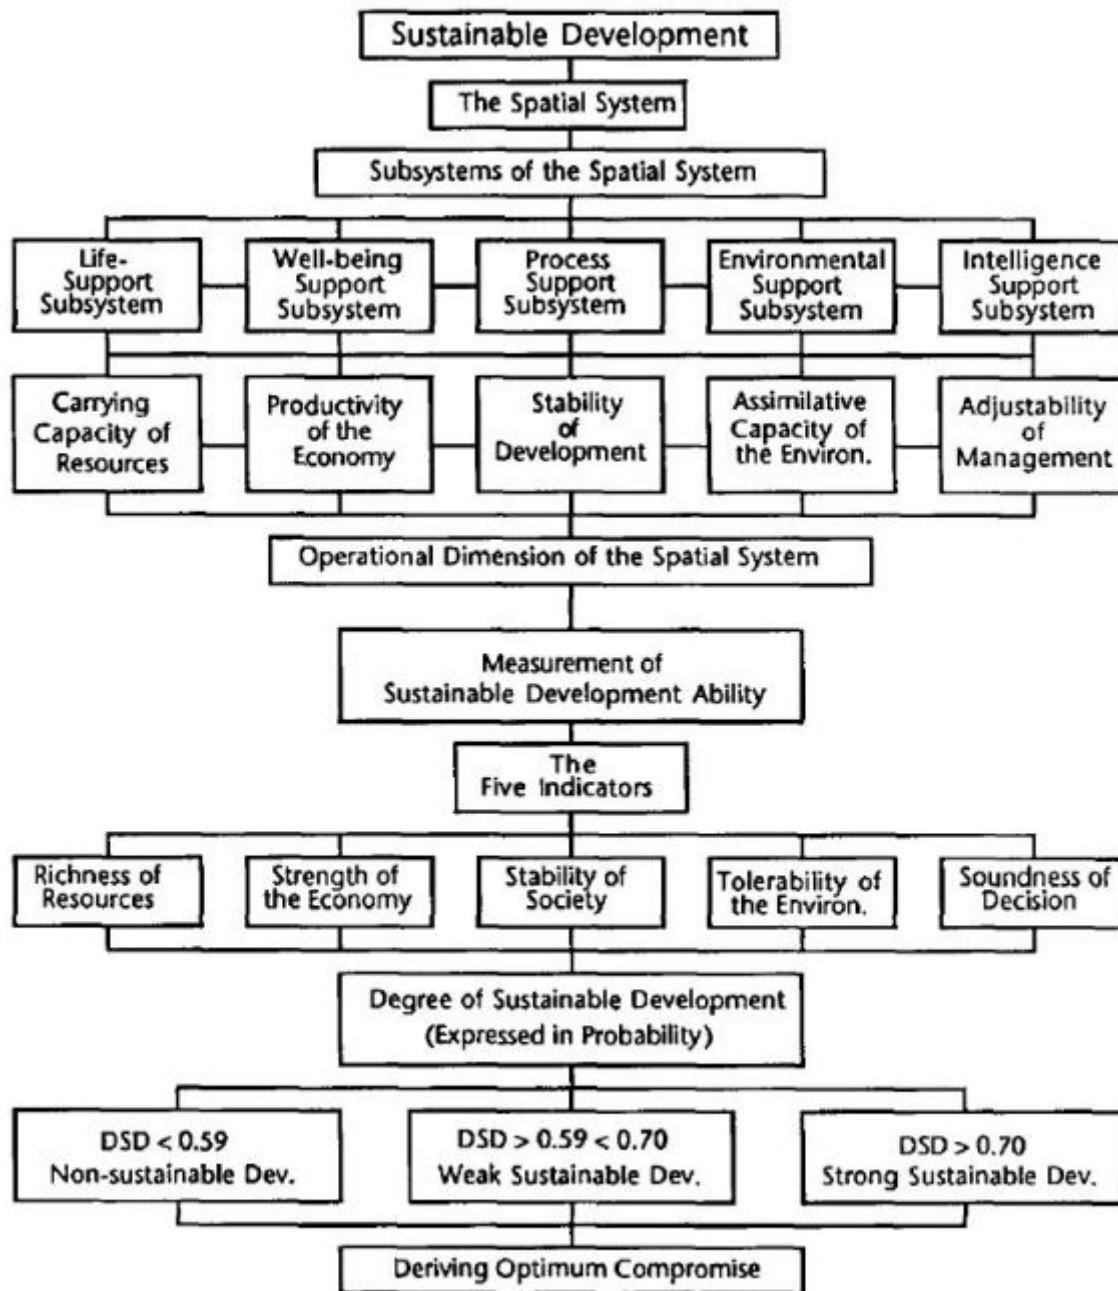 Sustainable Development
The Spatial System
Subsystems of the Spatial System
Life-
Support
Subsystem
Well-being
Support
Subsystem
Process
Support
Subsystem
Environmental
Support
Subsystem
Intelligence
Support
Subsystem
Carrying
Capacity of
Resources
Productivity
of the
Economy
Stability
of
Development
Assimilative
Capacity of
the Environ.
Adjustability
of
Management
Operational Dimension of the Spatial System
Measurement of
Sustainable Development Ability
The
Five Indicators
Richness of
Resources
Strength of
the Economy
Stability of
Society
Tolerability of
the Environ.
Soundness of
Decision
Degree of Sustainable Development
(Expressed in Probability)
DSD < 0.59
Non-sustainable Dev.
DSD > 0.59 < 0.70
Weak Sustainable Dev.
DSD > 0.70
Strong Sustainable Dev.
Deriving Optimum Compromise